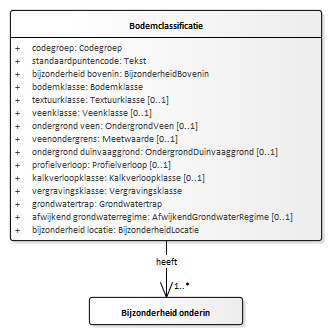 Bodemclassificatie
+ codegroep: Codegroep
+ standaardpuntencode: Tekst
+ bijzonderheid bovenin: BijzonderheidBovenin
+ bodemklasse: Bodemklasse
+ textuurklasse: Textuurklasse [0..1]
+ veenklasse: Veenklasse [0..1]
+ ondergrond veen: OndergrondVeen [0..1]
+ veenondergrens: Meetwaarde [0..1]
+ ondergrond duinvaaggrond: OndergrondDuinvaaggrond [0..1]
+ profielverloop: Profielverloop [0..1]
+ kalkverloopklasse: Kalkverloopklasse [0..1]
+ vergravingsklasse: Vergravingsklasse
+ grondwatertrap: Grondwatertrap
+ afwijkend grondwaterregime: AfwijkendGrondwaterRegime [0..1]
+ bijzonderheid locatie: BijzonderheidLocatie
heeft
1..*
Bijzonderheid onderin